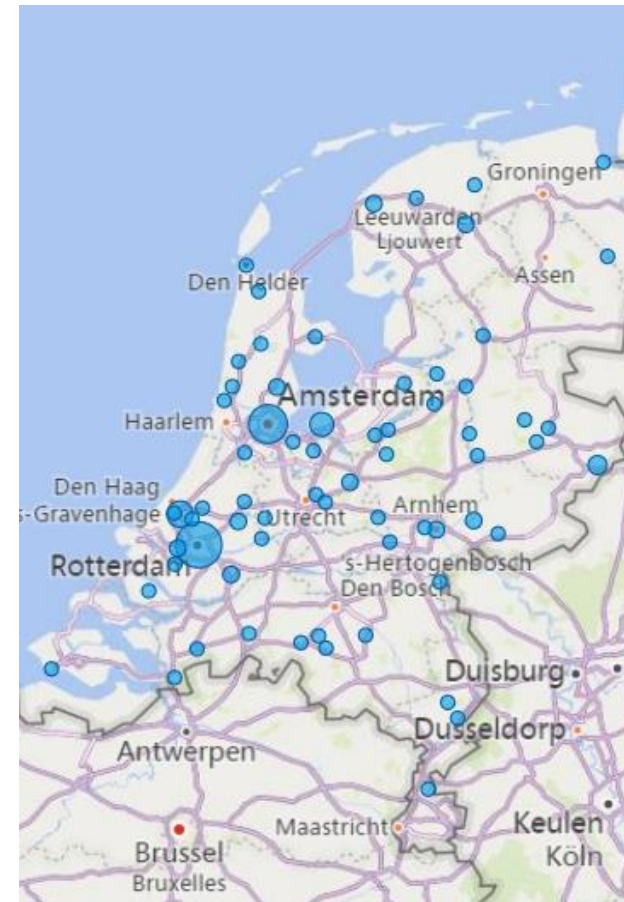 Groningen
Leeuwarden
Ljouwert
Assen
Den Helder
Amsterdam
Haarlem
Den Haag
s-Gravenhage
Utrecht
Arnhem
Rotterdam
s-Hertogenbosch
Den Bosch
Duisburg
Dusseldorp
Antwerpen
Maastricht
Keulen
Köln
Brussel
Bruxelles